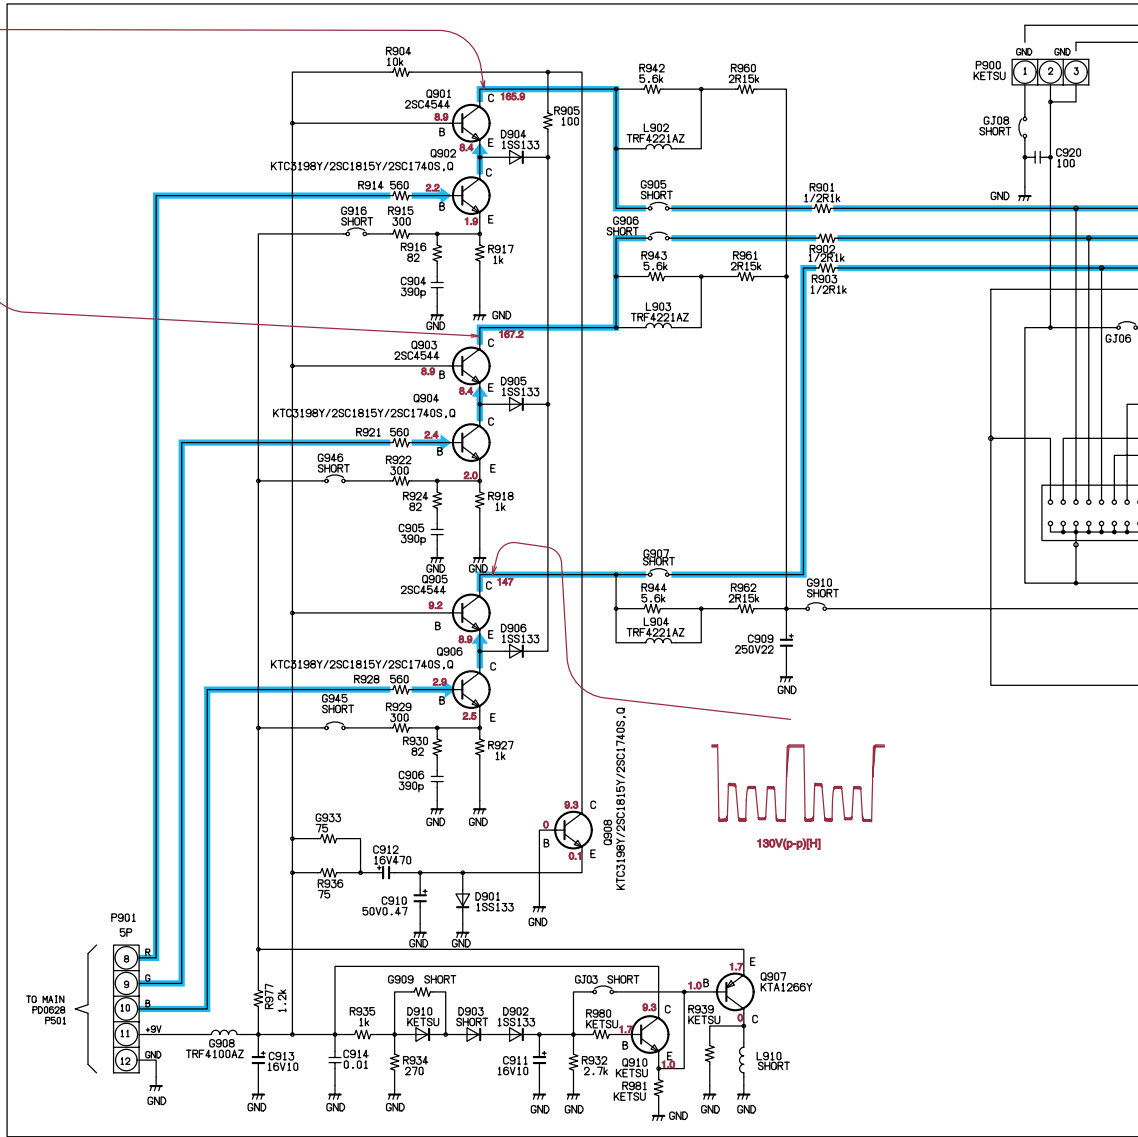 R904
10k
Q901
2SC4544
C
165.9
8.9
B
E
8.4
D904
1SS133
R905
100
R942
5.6k
R960
2R15k
L902
TRF4221AZ
GND
GND
P900
KETSU
1
2
3
GJ08
SHORT
C920
100
GND
Q902
KTC3198Y/2SC1815Y/2SC1740S,Q
C
R914 560
2.2
B
1.9
E
G916
SHORT
R915
300
R916
82
R917
1k
C904
390p
GND
GND
G905
SHORT
R901
1/2R1k
G906
SHORT
R902
1/2R1k
R943
5.6k
R961
2R15k
R903
1/2R1k
L903
TRF4221AZ
GJ06
Q903
2SC4544
C
167.2
8.9
B
E
8.4
D905
1SS133
Q904
KTC3198Y/2SC1815Y/2SC1740S,Q
C
R921 560
2.4
B
2.0
E
G946
SHORT
R922
300
R924
82
R918
1k
C905
390p
GND
GND
G907
SHORT
Q905
2SC4544
C
147
9.2
B
E
8.9
D906
1SS133
R944
5.6k
R962
2R15k
G910
SHORT
L904
TRF4221AZ
C909
250V22
GND
Q906
KTC3198Y/2SC1815Y/2SC1740S,Q
C
R928 560
2.9
B
2.5
E
G945
SHORT
R929
300
R930
82
R927
1k
C906
390p
GND
GND
130V(p-p)[H]
9.3
C
0
B
0.1
E
Q908
KTC3198Y/2SC1815Y/2SC1740S,Q
G933
75
R936
75
C912
16V470
C910
50V0.47
D901
1SS133
GND
GND
GND
P901
5P
8
R
9
G
10
B
11
+9V
12
GND
TO MAIN
PD0628
P501
GND
G908
TRF4100AZ
R977
1.2k
C913
16V10
GND
C914
0.01
GND
R935
1k
R934
270
GND
G909 SHORT
D910
KETSU
D903
SHORT
D902
1SS133
C911
16V10
GND
GJ03 SHORT
R980
KETSU
R932
2.7k
GND
9.3
C
1.7
Q910
KETSU
E
1.0
R981
KETSU
GND
1.7
E
1.0
B
Q907
KTA1266Y
0
C
R939
KETSU
GND
L910
SHORT
GND